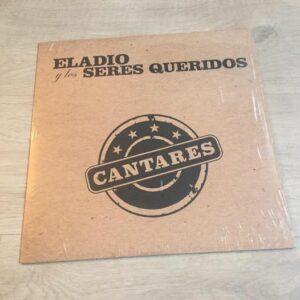 ELADIO
y los SERES QUERIDOS
CANTARES